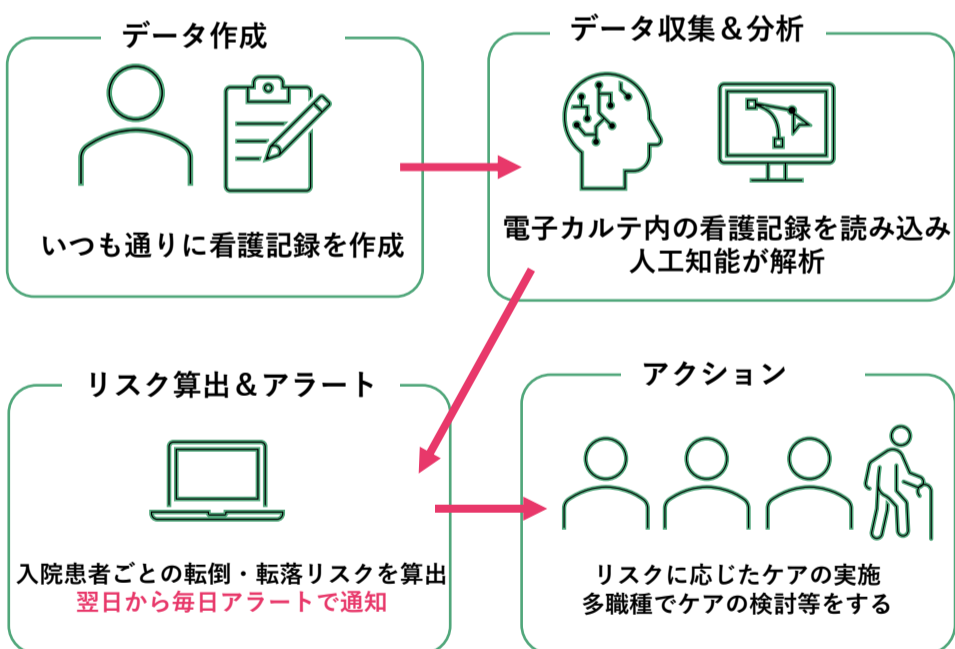 データ作成
いつも通りに看護記録を作成
データ収集&分析
電子カルテ内の看護記録を読み込み
人工知能が解析
リスク算出&アラート
入院患者ごとの転倒・転落リスクを算出
翌日から毎日アラートで通知
アクション
リスクに応じたケアの実施
多職種でケアの検討等をする